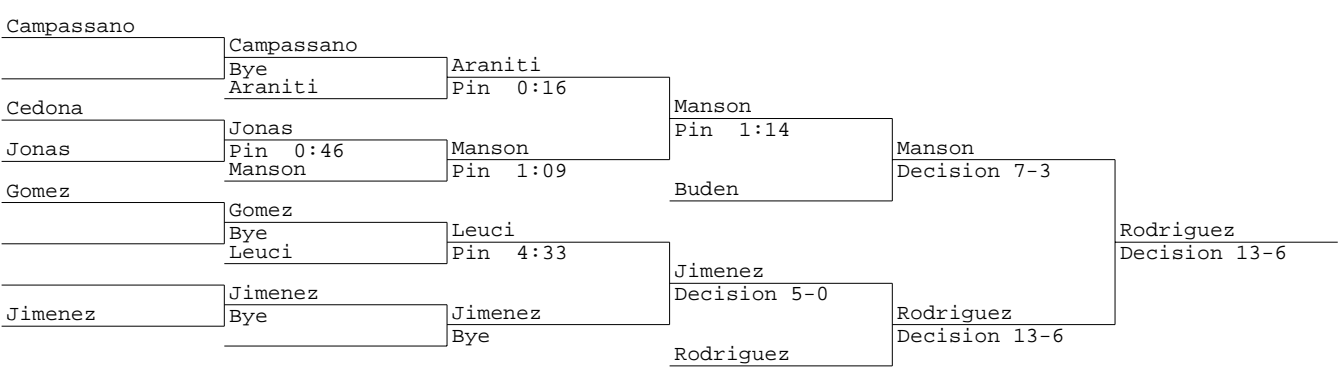 Campassano
Cedona
Jonas
Gomez
Jimenez
Campassano
Bye
Araniti
Jonas
Pin 0:46
Manson
Gomez
Bye
Leuci
Jimenez
Bye
Araniti
Pin 0:16
Manson
Pin 1:09
Leuci
Pin 4:33
Jimenez
Bye
Manson
Pin 1:14
Buden
Jimenez
Decision 5-0
Rodriguez
Manson
Decision 7-3
Rodriguez
Decision 13-6
Rodriguez
Decision 13-6